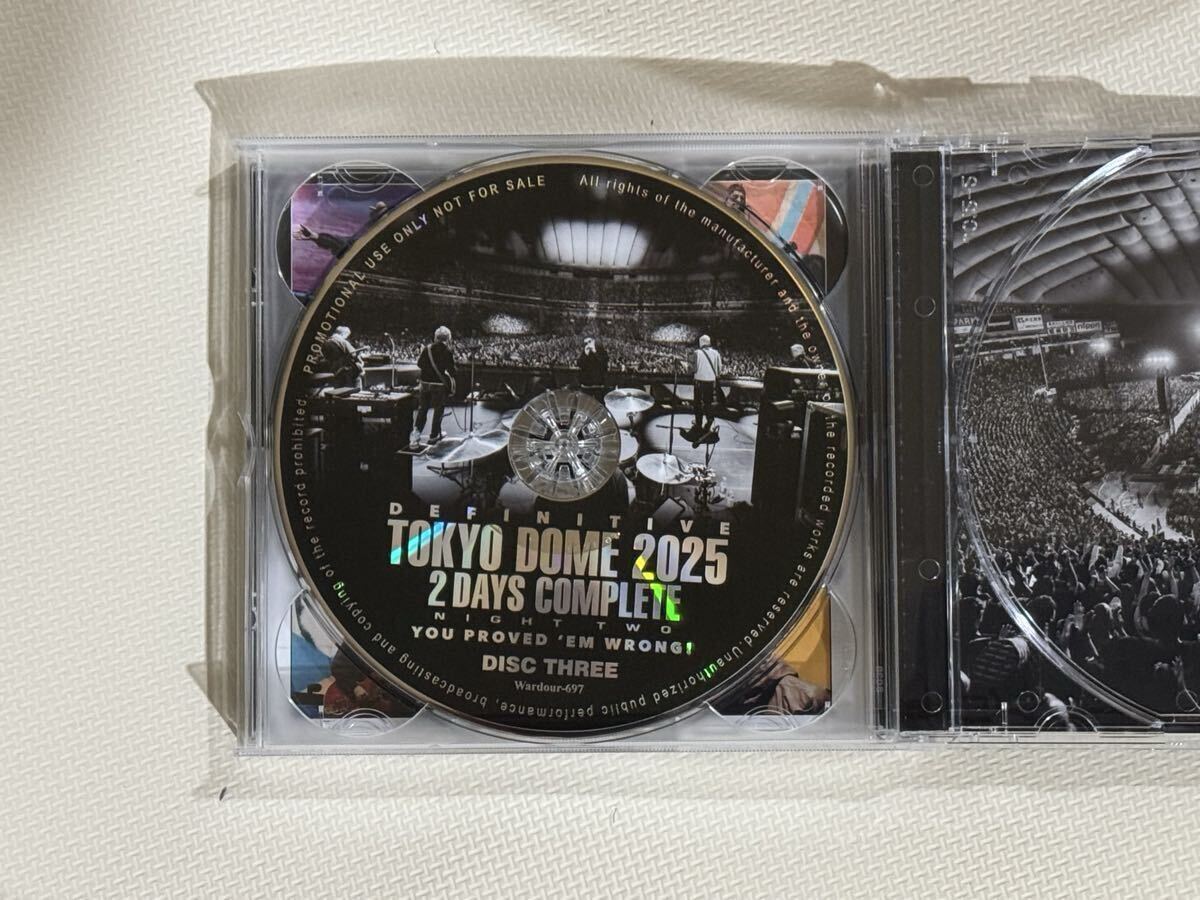 PROMOTIONAL USE ONLY NOT FOR SALE
All rights of the manufacturer and the owner of the recorded works are reserved. Unauthorized public performance, broadcasting and copying of the record prohibited.
DEFINITIVE
TOKYO DOME 2025
2 DAYS COMPLETE
NIGHT TWO
YOU PROVED 'EM WRONG!
DISC THREE
Wardour-697
nippn